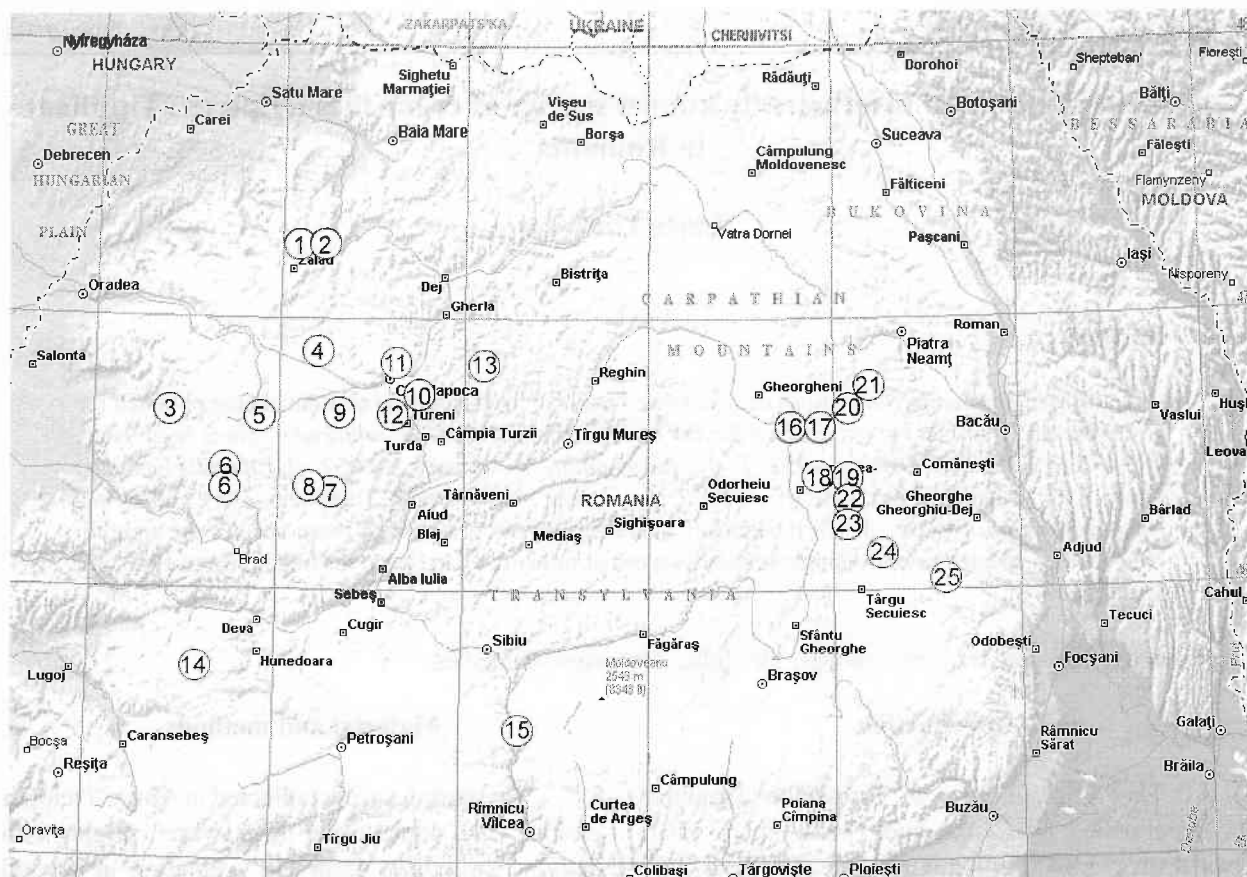 ZAKARPATS'KA
UKRAINE
CHERNIVITSI
Nyíregyháza
HUNGARY
Sighetu
Marmaţiei
Rădăuţi
Dorohoi
Shepteban'
Floreşti
Satu Mare
Carei
GREAT
Baia Mare
Vişeu
de Sus
Borşa
Botoşani
Bălţi
BESSARABIA
Suceava
Debrecen
HUNGARIAN
Câmpulung
Moldovenesc
Făleşti
Flamynzeny
MOLDOVA
Fălticeni
BUKOVINA
PLAIN
Vatra Dornei
Paşcani
1 2
Zalău
Iaşi
Nisporeny
Oradea
Dej
Bistriţa
Gherla
CARPATHIAN
MOUNTAINS
Roman
Piatra
Neamţ
Salonta
4
11
13
Reghin
Gheorgheni
21
10
3
5
9
12
Tureni
20
16 17
Huşi
Vaslui
Bacău
Turda
Câmpia Turzii
Tîrgu Mureş
Leova
6
6
8 7
18 19
Comăneşti
Târnăveni
ROMANIA
Odorheiu
Secuiesc
22
Gheorghe
Gheorghiu-Dej
Aiud
Blaj
Mediaş
Sighişoara
23
Bârlad
Brad
24
Adjud
Alba Iulia
25
Sebeş
TRANSYLVANIA
Târgu
Secuiesc
Cahul
Deva
Cugir
Sibiu
Făgăraş
Sfântu
Gheorghe
Tecuci
Odobeşti
Hunedoara
14
Lugoj
Moldoveanu
2543 m
Braşov
Focşani
15
Bocşa
Caransebeş
Petroşani
Galaţi
Râmnicu
Sărat
Reşiţa
Câmpulung
Brăila
Rîmnicu
Vîlcea
Curtea
de Argeş
Poiana
Cîmpina
Buzău
Oraviţa
Tîrgu Jiu
Danube
Colibaşi
Târgovişte
Ploieşti